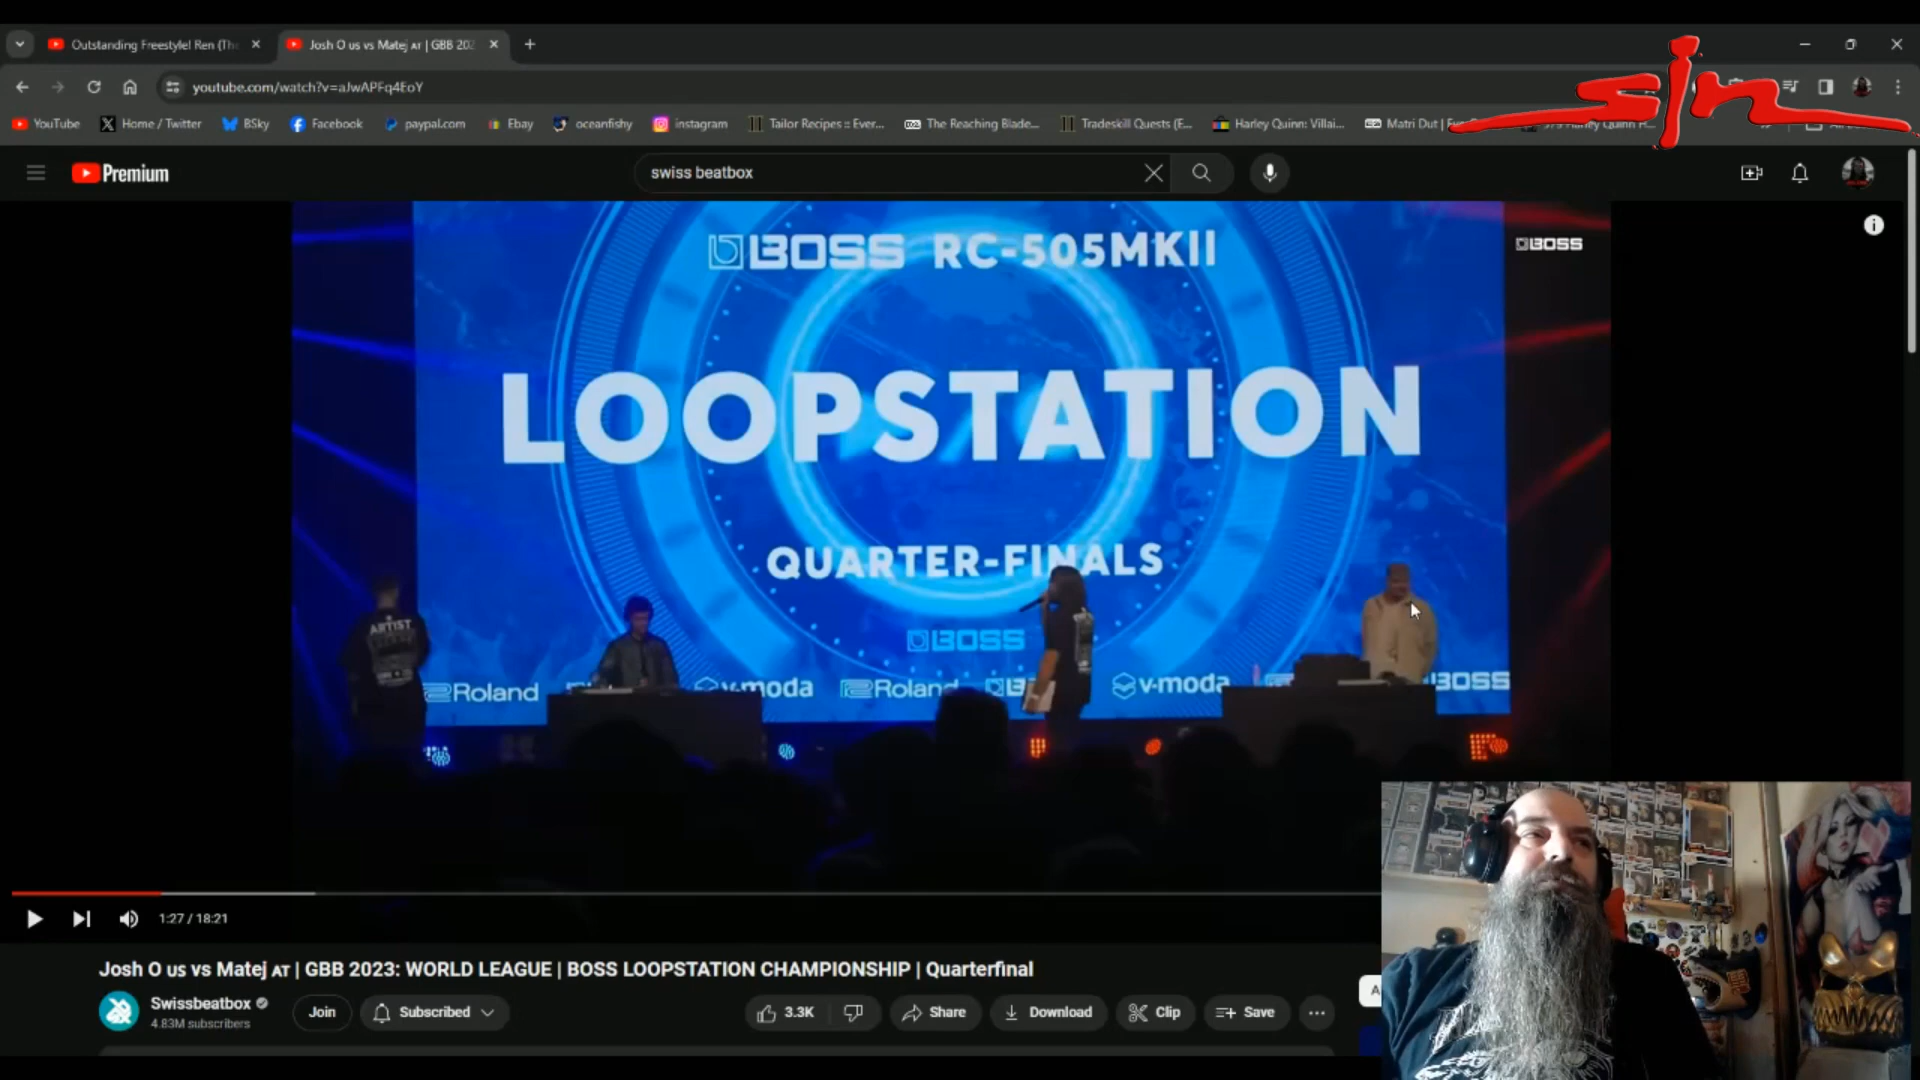 Outstanding Freestyle! Ren (Th
Josh O us vs Matej AT | GBB 202
sin
youtube.com/watch?v=aJwAPFq4EoY
YouTube
Home / Twitter
BSky
Facebook
paypal.com
Ebay
oceanfishy
instagram
Tailor Recipes :: Ever...
The Reaching Blade...
Tradeskill Quests (E...
Harley Quinn: Villai...
Premium
swiss beatbox
BOSS RC-505MKII
BOSS
LOOPSTATION
QUARTER-FINALS
ARTIST
BOSS
Roland
v-moda
Roland
v-moda
BOSS
1:27 / 18:21
Josh O us vs Matej AT | GBB 2023: WORLD LEAGUE | BOSS LOOPSTATION CHAMPIONSHIP | Quarterfinal
Swissbeatbox
4.83M subscribers
Join
Subscribed
3.3K
Share
Download
Clip
Save